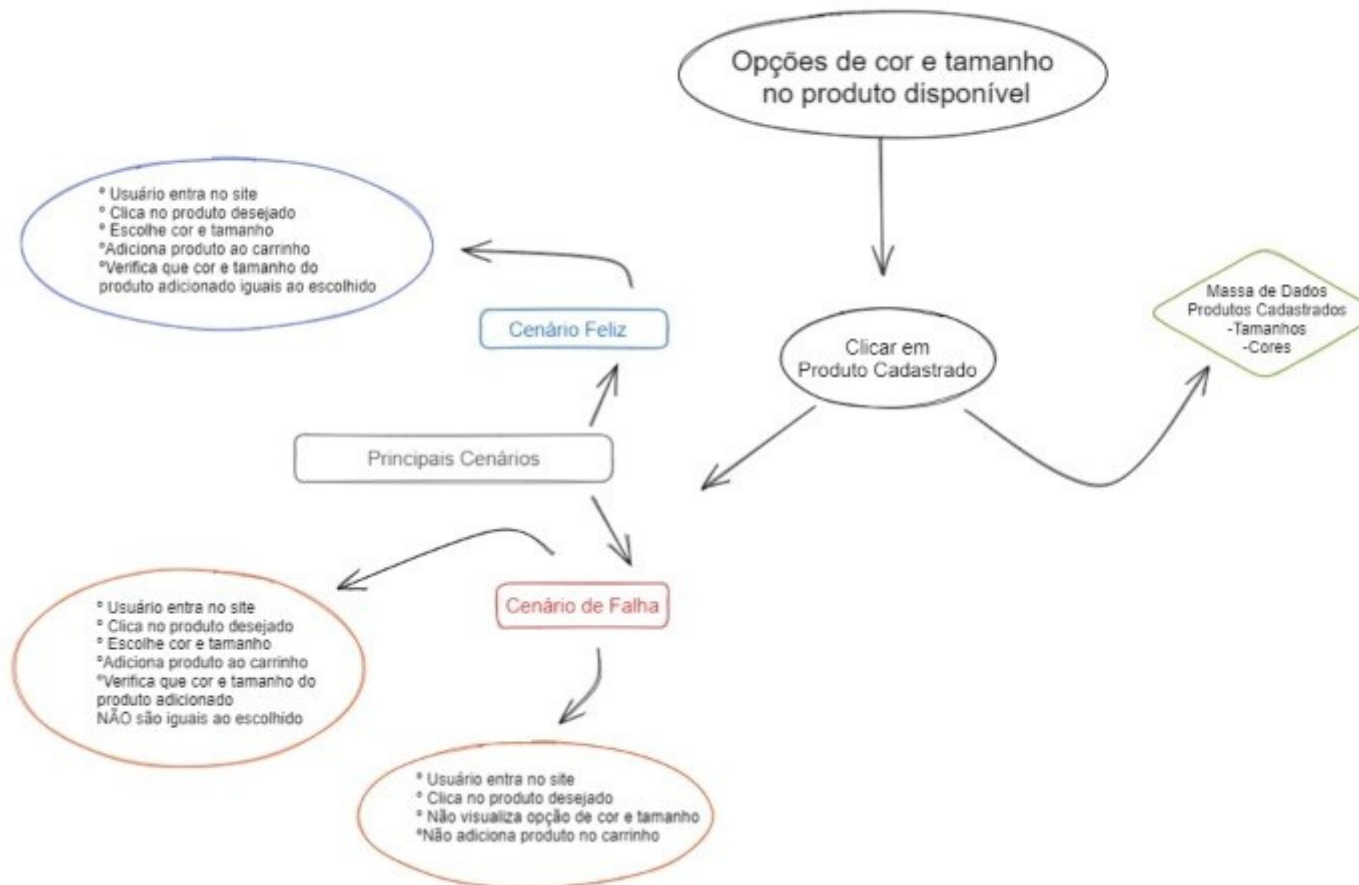 Opções de cor e tamanho
no produto disponível
° Usuário entra no site
° Clica no produto desejado
° Escolhe cor e tamanho
°Adiciona produto ao carrinho
°Verifica que cor e tamanho do
produto adicionado iguais ao escolhido
Cenário Feliz
Clicar em
Produto Cadastrado
Massa de Dados
Produtos Cadastrados
-Tamanhos
-Cores
Principais Cenários
Cenário de Falha
° Usuário entra no site
° Clica no produto desejado
° Escolhe cor e tamanho
°Adiciona produto ao carrinho
°Verifica que cor e tamanho do
produto adicionado
NÃO são iguais ao escolhido
° Usuário entra no site
° Clica no produto desejado
° Não visualiza opção de cor e tamanho
°Não adiciona produto no carrinho